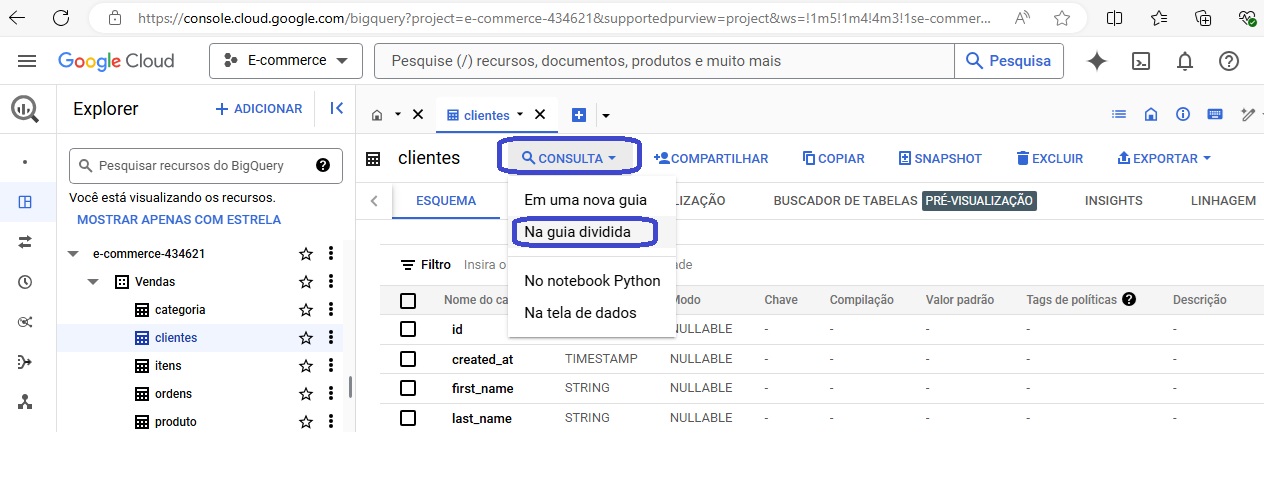 https://console.cloud.google.com/bigquery?project=e-commerce-434621&supportedpurview=project&ws=!1m5!1m4!4m3!1se-commer...
Google Cloud E-commerce Pesquise (/) recursos, documentos, produtos e muito mais Pesquisa
Explorer + ADICIONAR
clientes
Pesquisar recursos do BigQuery
Você está visualizando os recursos.
MOSTRAR APENAS COM ESTRELA
e-commerce-434621
Vendas
categoria
clientes
itens
ordens
produto
clientes CONSULTA COMPARTILHAR COPIAR SNAPSHOT EXCLUIR EXPORTAR
Em uma nova guia
Na guia dividida
No notebook Python
Na tela de dados
ESQUEMA LIZAÇÃO BUSCADOR DE TABELAS PRÉ-VISUALIZAÇÃO INSIGHTS LINHAGEM
Filtro Insira o de
Nome do ca Modo Chave Compilação Valor padrão Tags de políticas Descrição
id NULLABLE - - - - -
created_at TIMESTAMP NULLABLE - - - - -
first_name STRING NULLABLE - - - - -
last_name STRING NULLABLE - - - - -